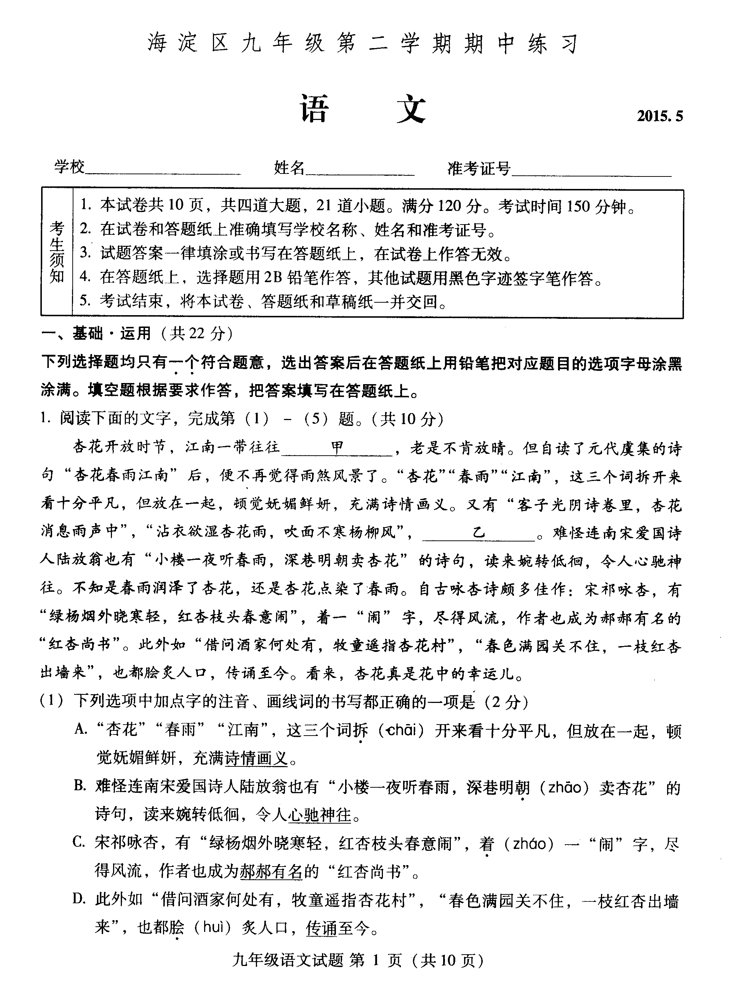 海淀区九年级第二学期期中练习
语 文
2015. 5
学校 姓名 准考证号
考生须知
1. 本试卷共 10 页，共四道大题，21 道小题。满分 120 分。考试时间 150 分钟。
2. 在试卷和答题纸上准确填写学校名称、姓名和准考证号。
3. 试题答案一律填涂或书写在答题纸上，在试卷上作答无效。
4. 在答题纸上，选择题用 2B 铅笔作答，其他试题用黑色字迹签字笔作答。
5. 考试结束，将本试卷、答题纸和草稿纸一并交回。
一、基础·运用（共 22 分）
下列选择题均只有一个符合题意，选出答案后在答题纸上用铅笔把对应题目的选项字母涂黑
涂满。填空题根据要求作答，把答案填写在答题纸上。
1. 阅读下面的文字，完成第（1）－（5）题。（共 10 分）
杏花开放时节，江南一带往往 甲 ，老是不肯放晴。但自读了元代虞集的诗
句“杏花春雨江南”后，便不再觉得雨煞风景了。“杏花”“春雨”“江南”，这三个词拆开来
看十分平凡，但放在一起，顿觉妩媚鲜妍，充满诗情画义。又有“客子光阴诗卷里，杏花
消息雨声中”，“沾衣欲湿杏花雨，吹面不寒杨柳风”， 乙 。难怪连南宋爱国诗
人陆放翁也有“小楼一夜听春雨，深巷明朝卖杏花”的诗句，读来婉转低徊，令人心驰神
往。不知是春雨润泽了杏花，还是杏花点染了春雨。自古咏杏诗颇多佳作：宋祁咏杏，有
“绿杨烟外晓寒轻，红杏枝头春意闹”，着一“闹”字，尽得风流，作者也成为郝郝有名的
“红杏尚书”。此外如“借问酒家何处有，牧童遥指杏花村”，“春色满园关不住，一枝红杏
出墙来”，也都脍炙人口，传诵至今。看来，杏花真是花中的幸运儿。
（1）下列选项中加点字的注音、画线词的书写都正确的一项是（2 分）
A. “杏花”“春雨”“江南”，这三个词拆（chāi）开来看十分平凡，但放在一起，顿
觉妩媚鲜妍，充满诗情画义。
B. 难怪连南宋爱国诗人陆放翁也有“小楼一夜听春雨，深巷明朝（zhāo）卖杏花”的
诗句，读来婉转低徊，令人心驰神往。
C. 宋祁咏杏，有“绿杨烟外晓寒轻，红杏枝头春意闹”，着（zháo）一“闹”字，尽
得风流，作者也成为郝郝有名的“红杏尚书”。
D. 此外如“借问酒家何处有，牧童遥指杏花村”，“春色满园关不住，一枝红杏出墙
来”，也都脍（huì）炙人口，传诵至今。
九年级语文试题 第 1 页（共 10 页）